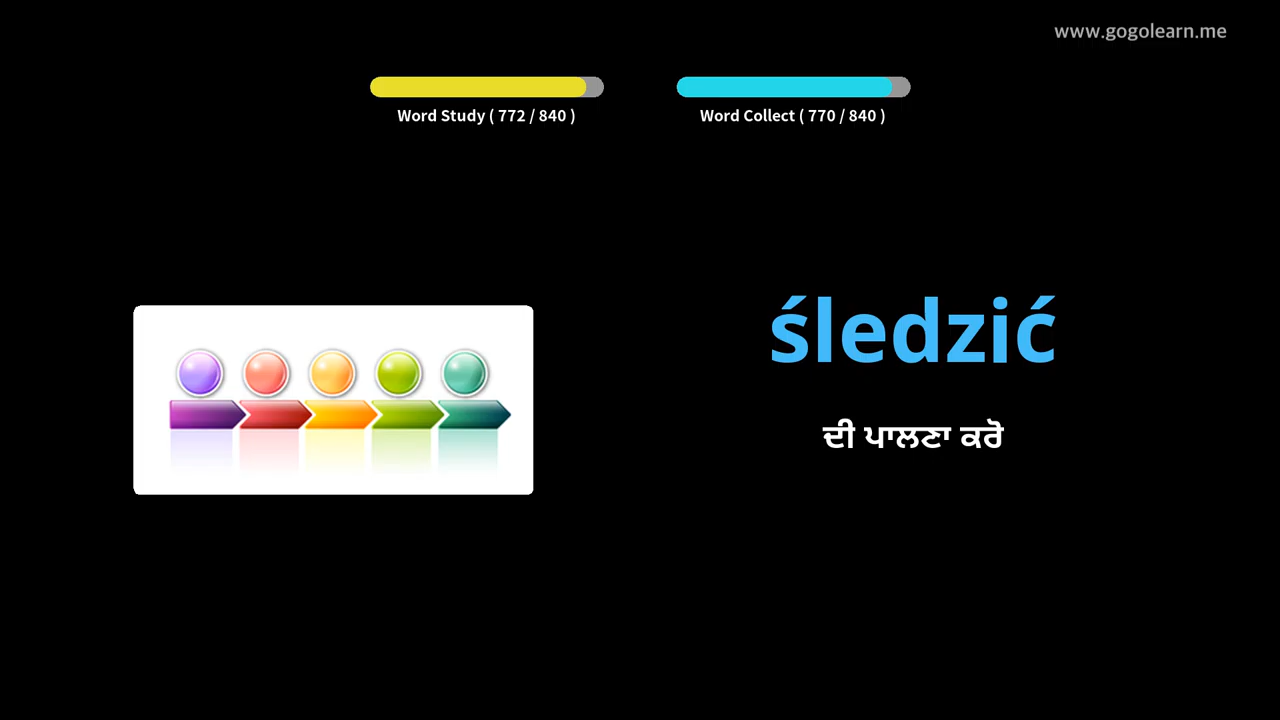 www.gogolearn.me
Word Study ( 772 / 840 )
Word Collect ( 770 / 840 )
śledzić
ਦੀ ਪਾਲਣਾ ਕਰੋ